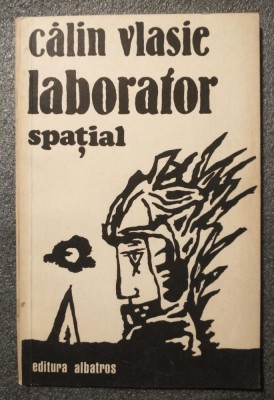 călin vlasie
laborator
spațial
editura albatros